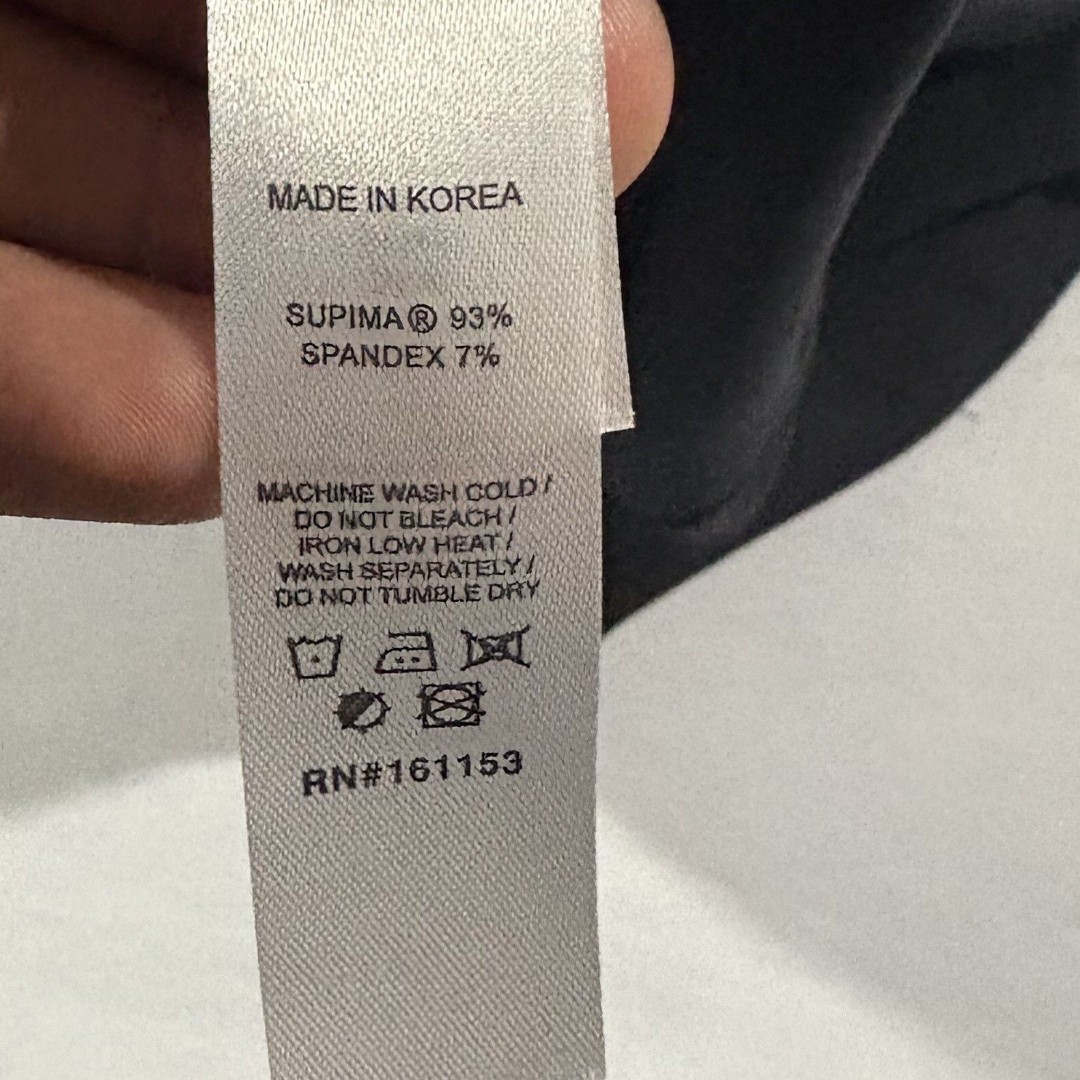 MADE IN KOREA
SUPIMA® 93%
SPANDEX 7%
MACHINE WASH COLD /
DO NOT BLEACH /
IRON LOW HEAT /
WASH SEPARATELY /
DO NOT TUMBLE DRY
RN#161153